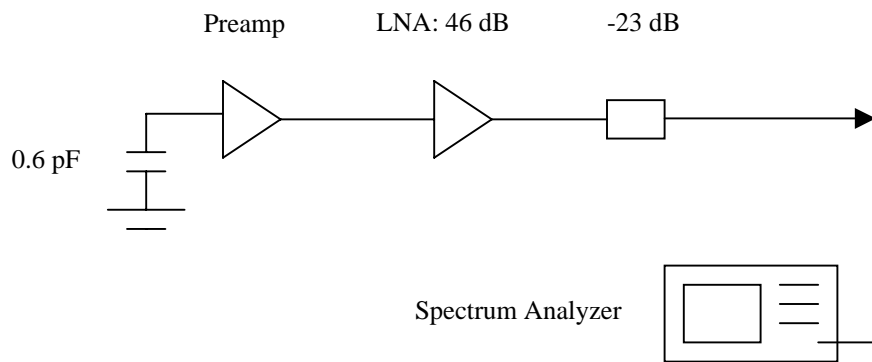 Preamp
LNA: 46 dB
-23 dB
0.6 pF
Spectrum Analyzer